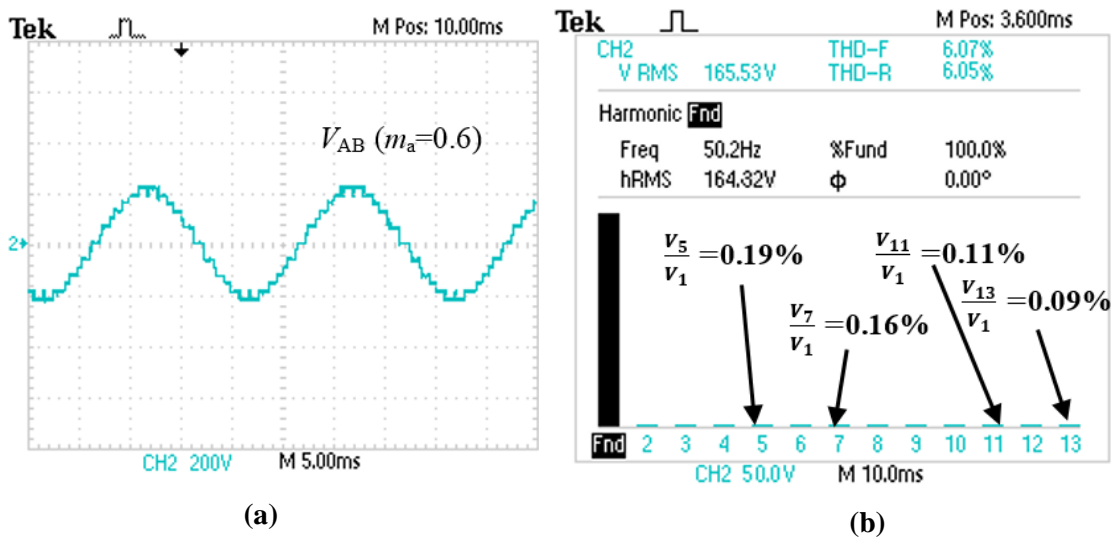 Tek M Pos: 10.00ms
V_AB (m_a=0.6)
2
CH2 200V M 5.00ms
(a)
Tek M Pos: 3.600ms
CH2 THD-F 6.07%
V RMS 165.53V THD-R 6.05%
Harmonic Fnd
Freq 50.2Hz %Fund 100.0%
hRMS 164.32V Φ 0.00°
V₅/V₁ =0.19%
V₁₁/V₁ =0.11%
V₇/V₁ =0.16%
V₁₃/V₁ =0.09%
Fnd 2 3 4 5 6 7 8 9 10 11 12 13
CH2 50.0V M 10.0ms
(b)